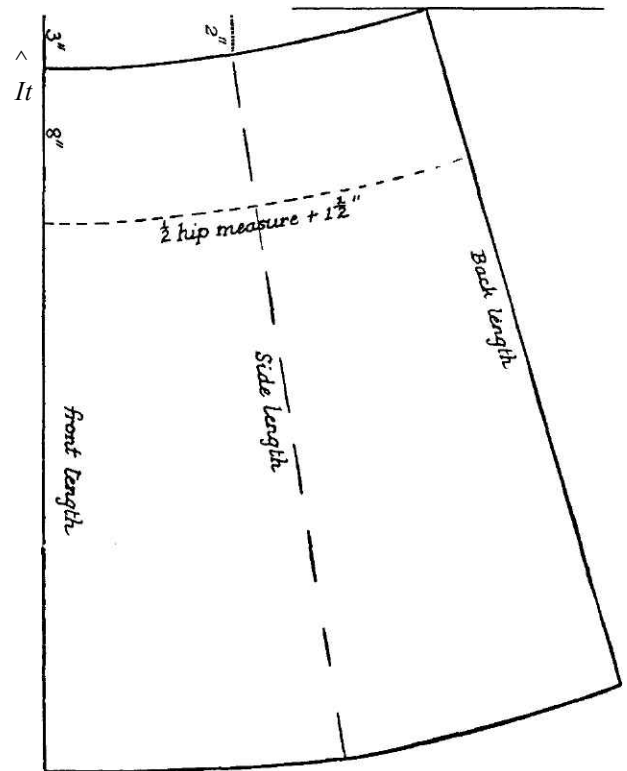 3"
2"
^
It
8"
½ hip measure + 1½"
Back length
Side length
front length